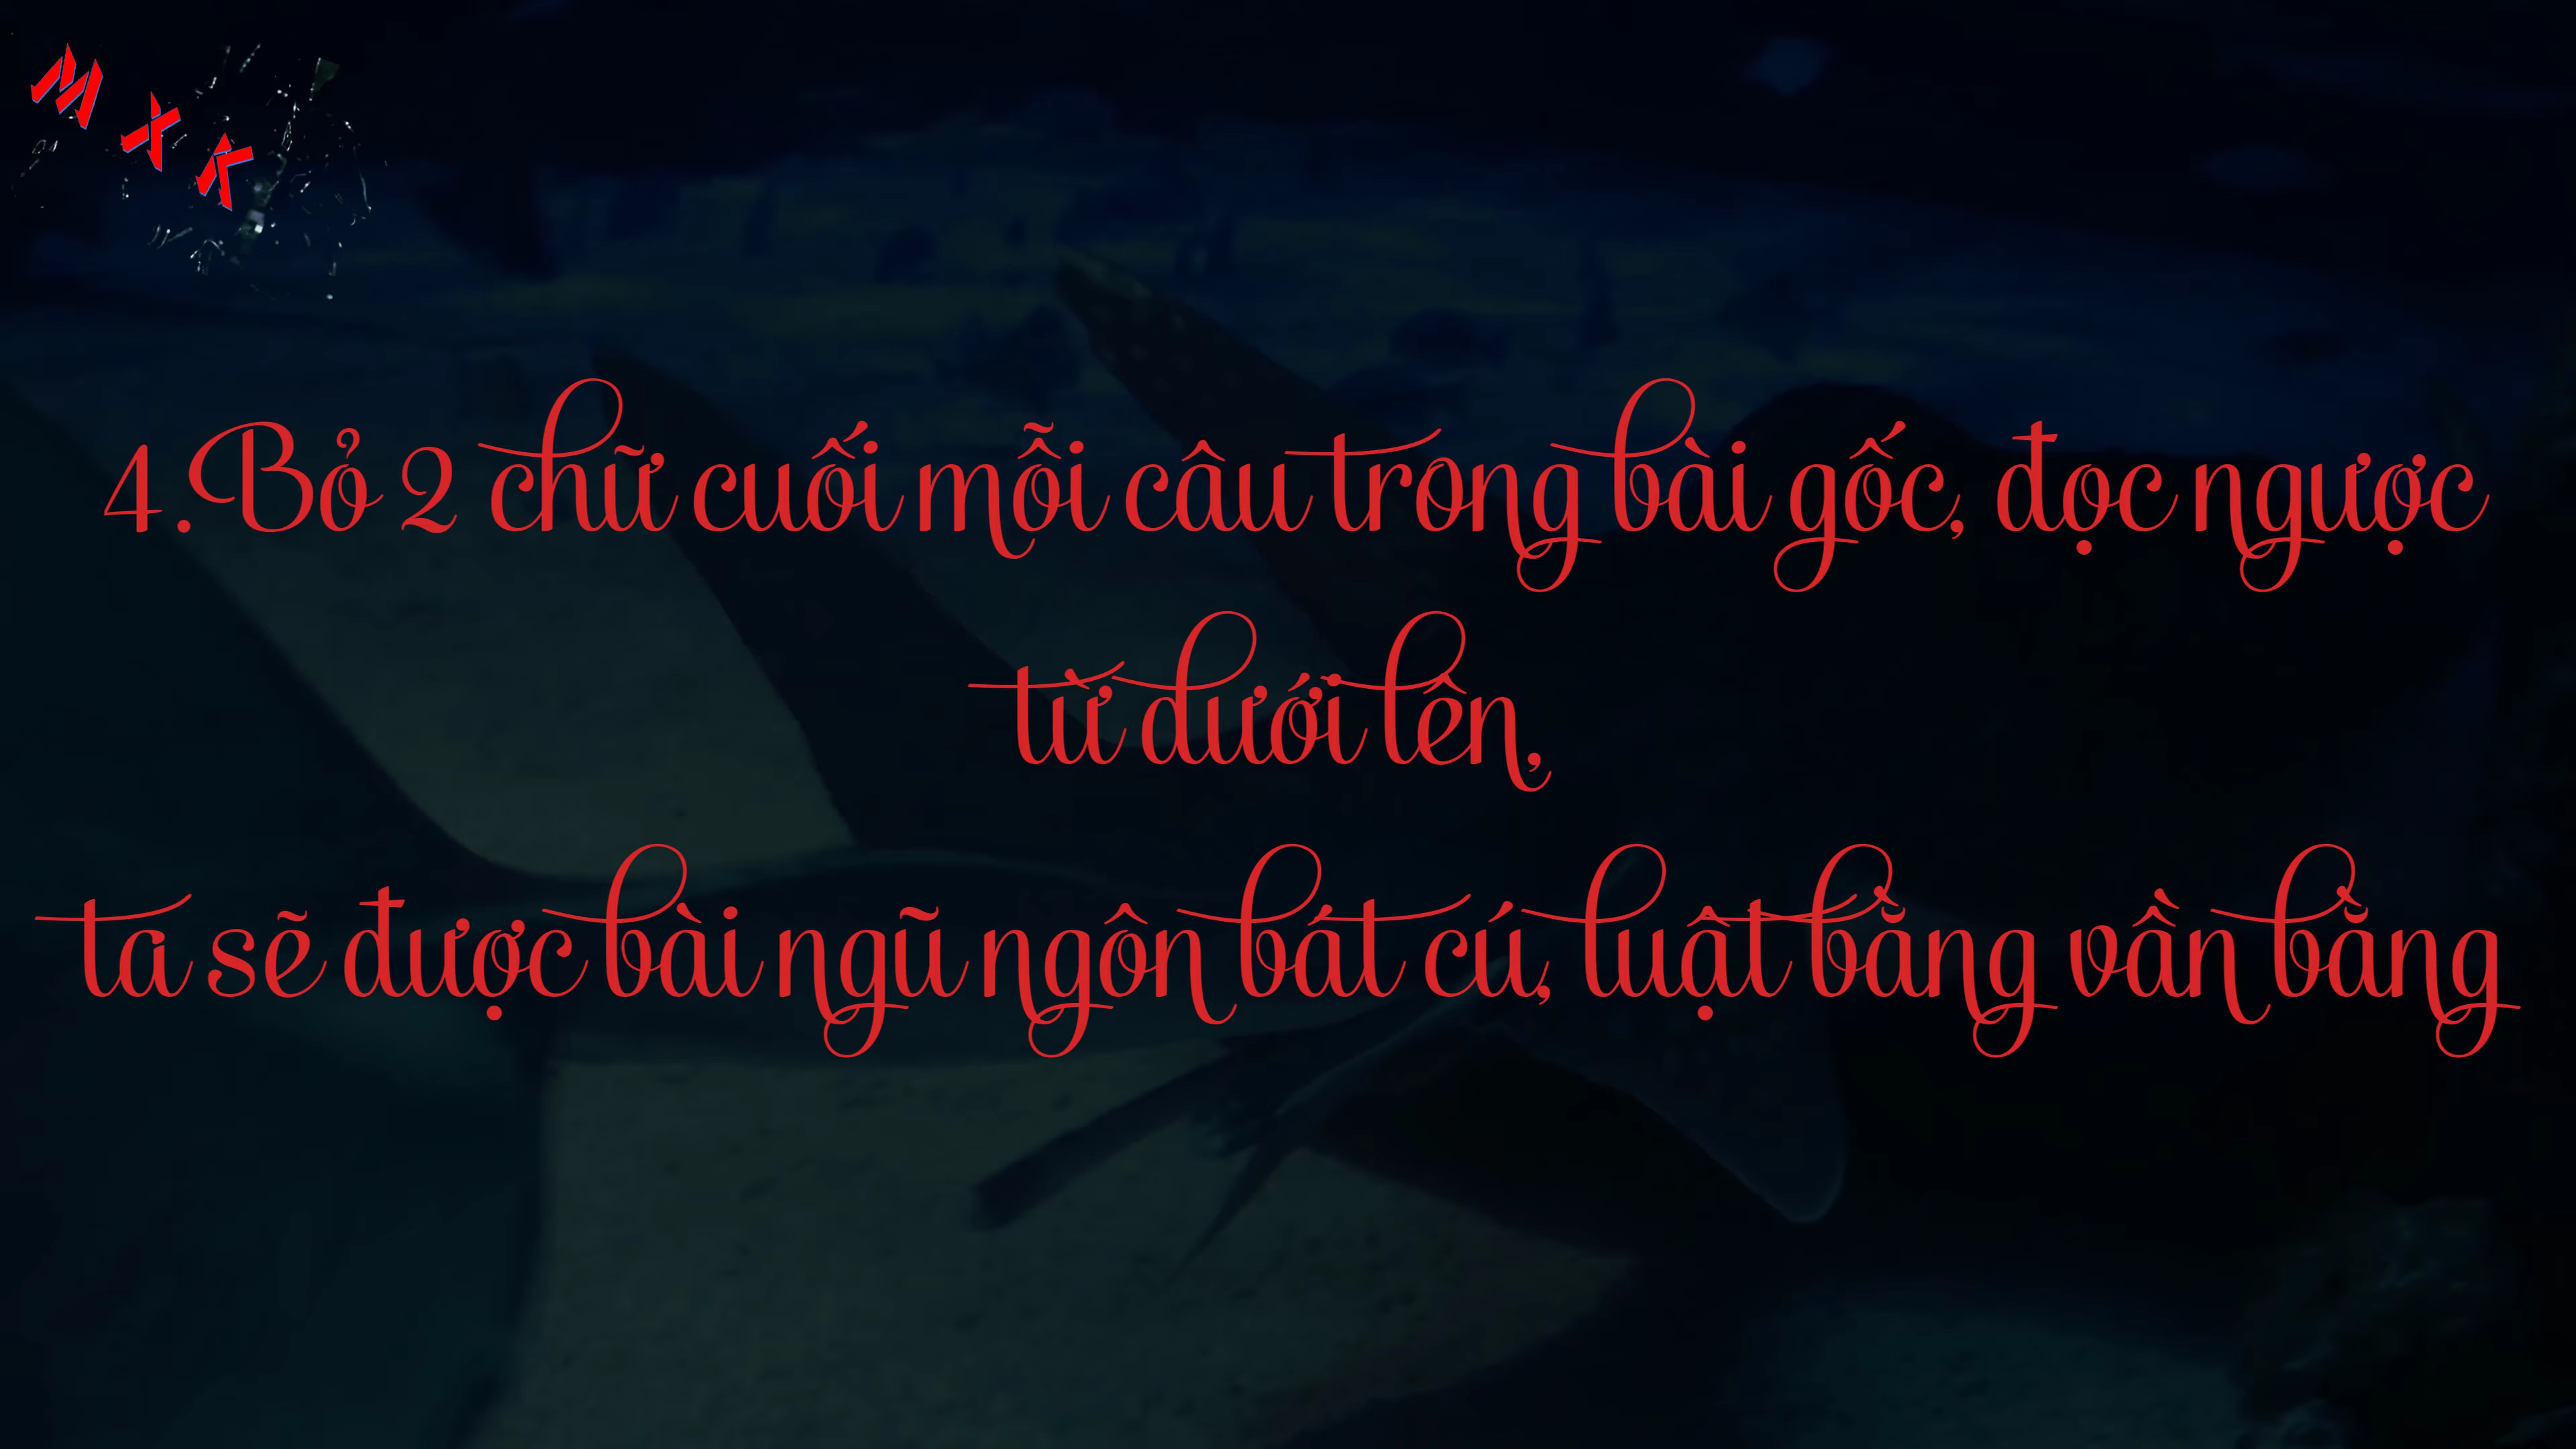 MXK
4.Bỏ 2 chữ cuối mỗi câu trong bài gốc, đọc ngược
từ dưới lên,
ta sẽ được bài ngũ ngôn bát cú, luật bằng vần bằng